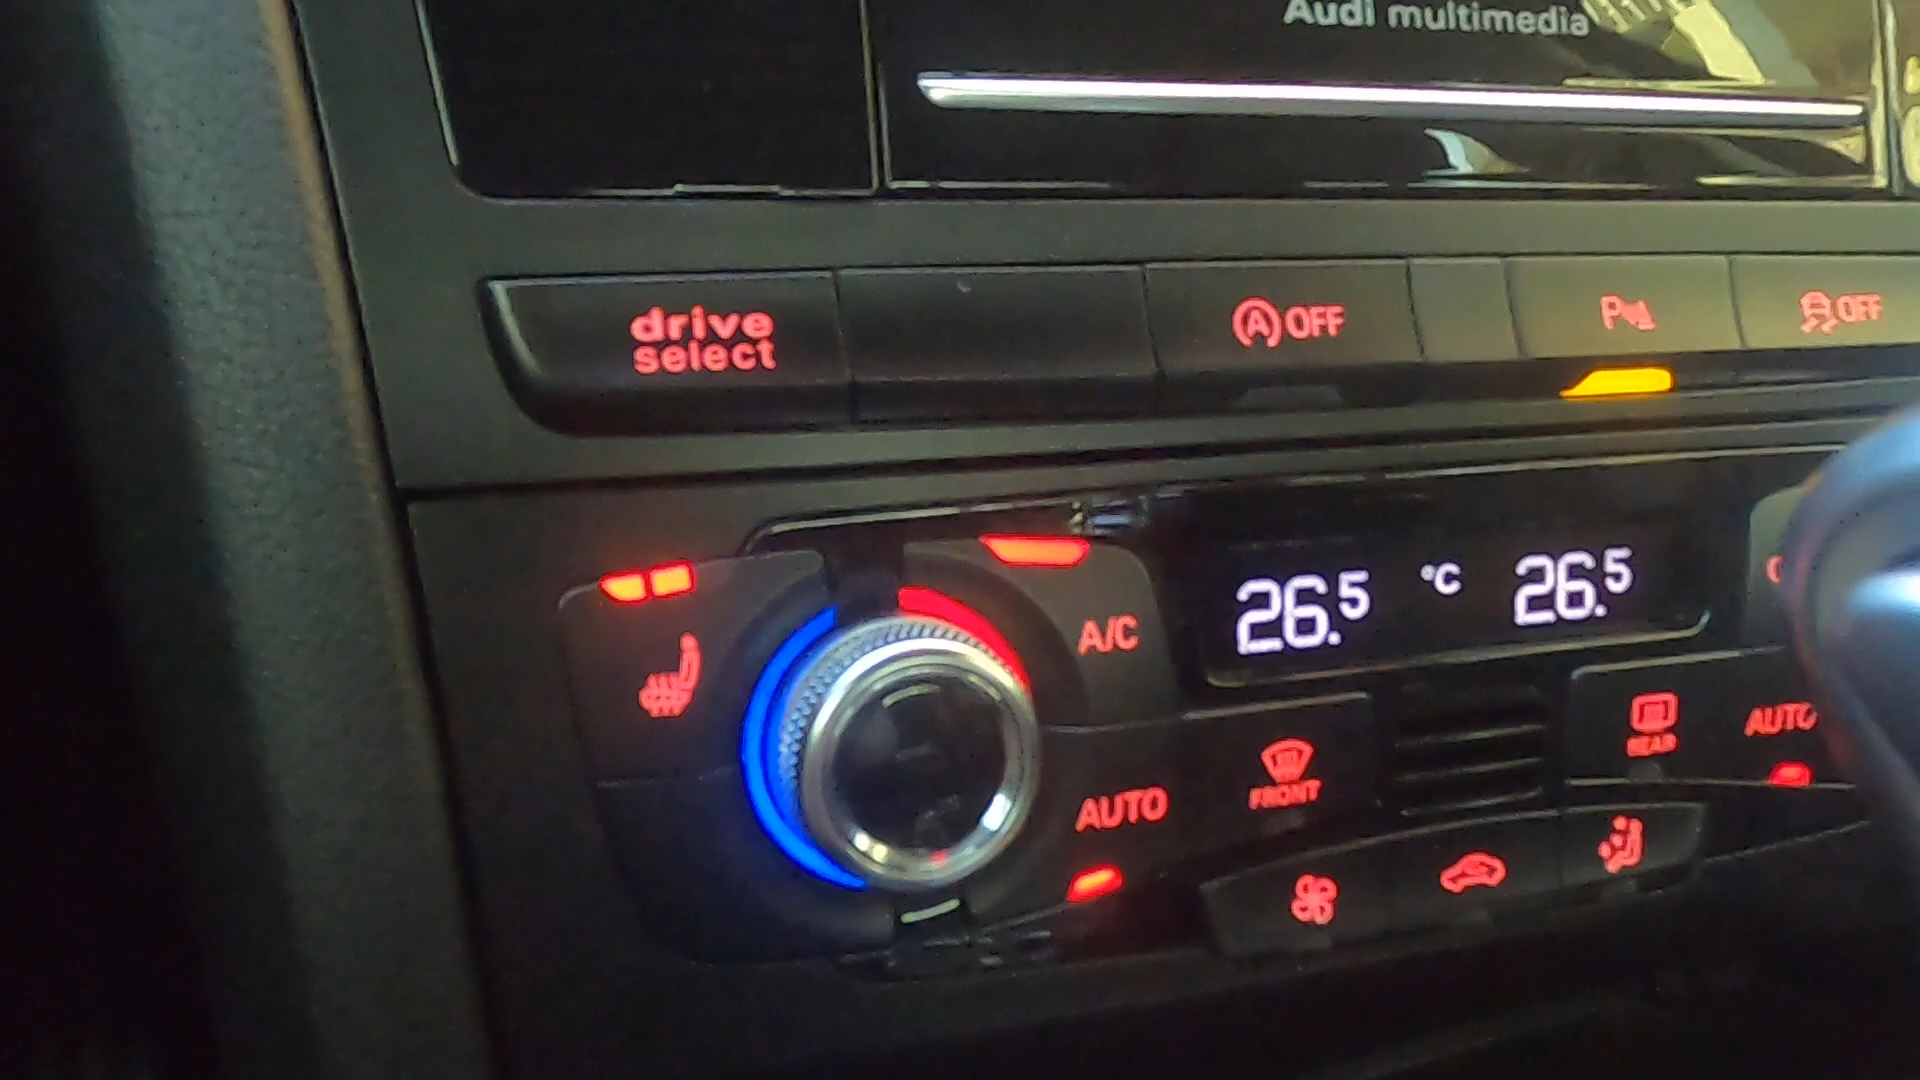 Audi multimedia
drive
select
A OFF
P
OFF
26.5 °C 26.5
A/C
REAR
AUTO
FRONT
AUTO